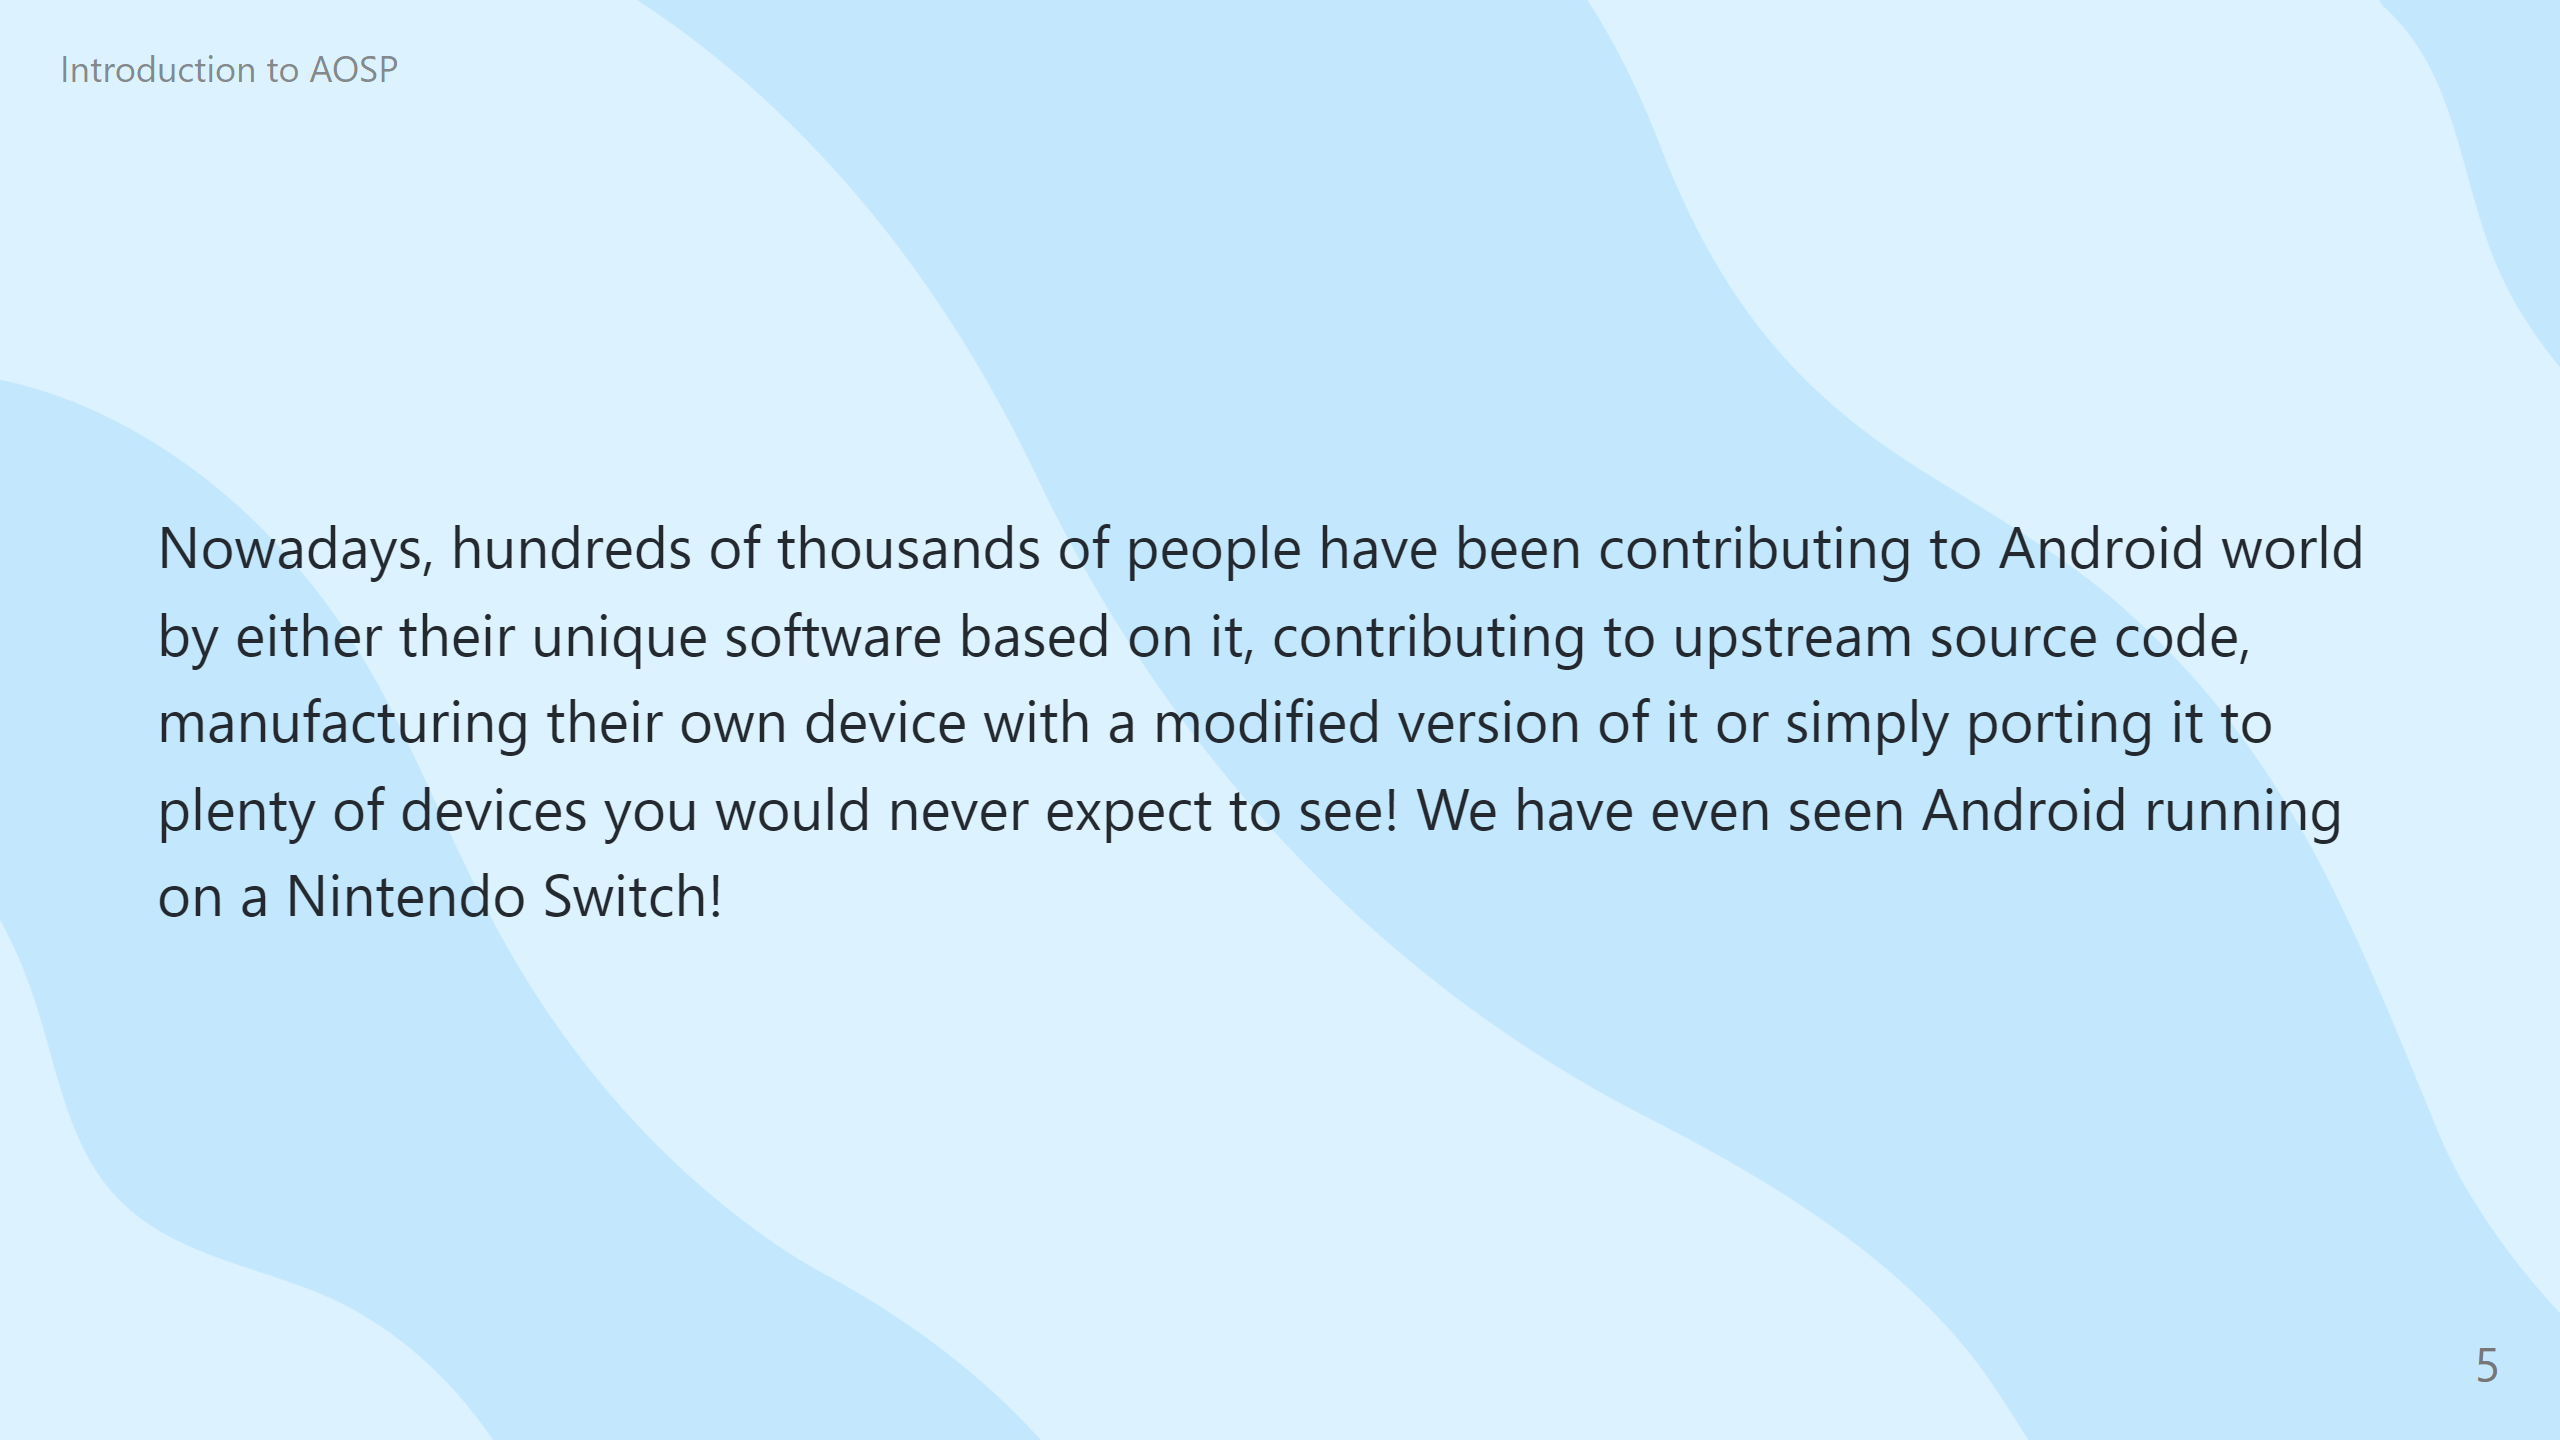 Introduction to AOSP
Nowadays, hundreds of thousands of people have been contributing to Android world
by either their unique software based on it, contributing to upstream source code,
manufacturing their own device with a modified version of it or simply porting it to
plenty of devices you would never expect to see! We have even seen Android running
on a Nintendo Switch!
5